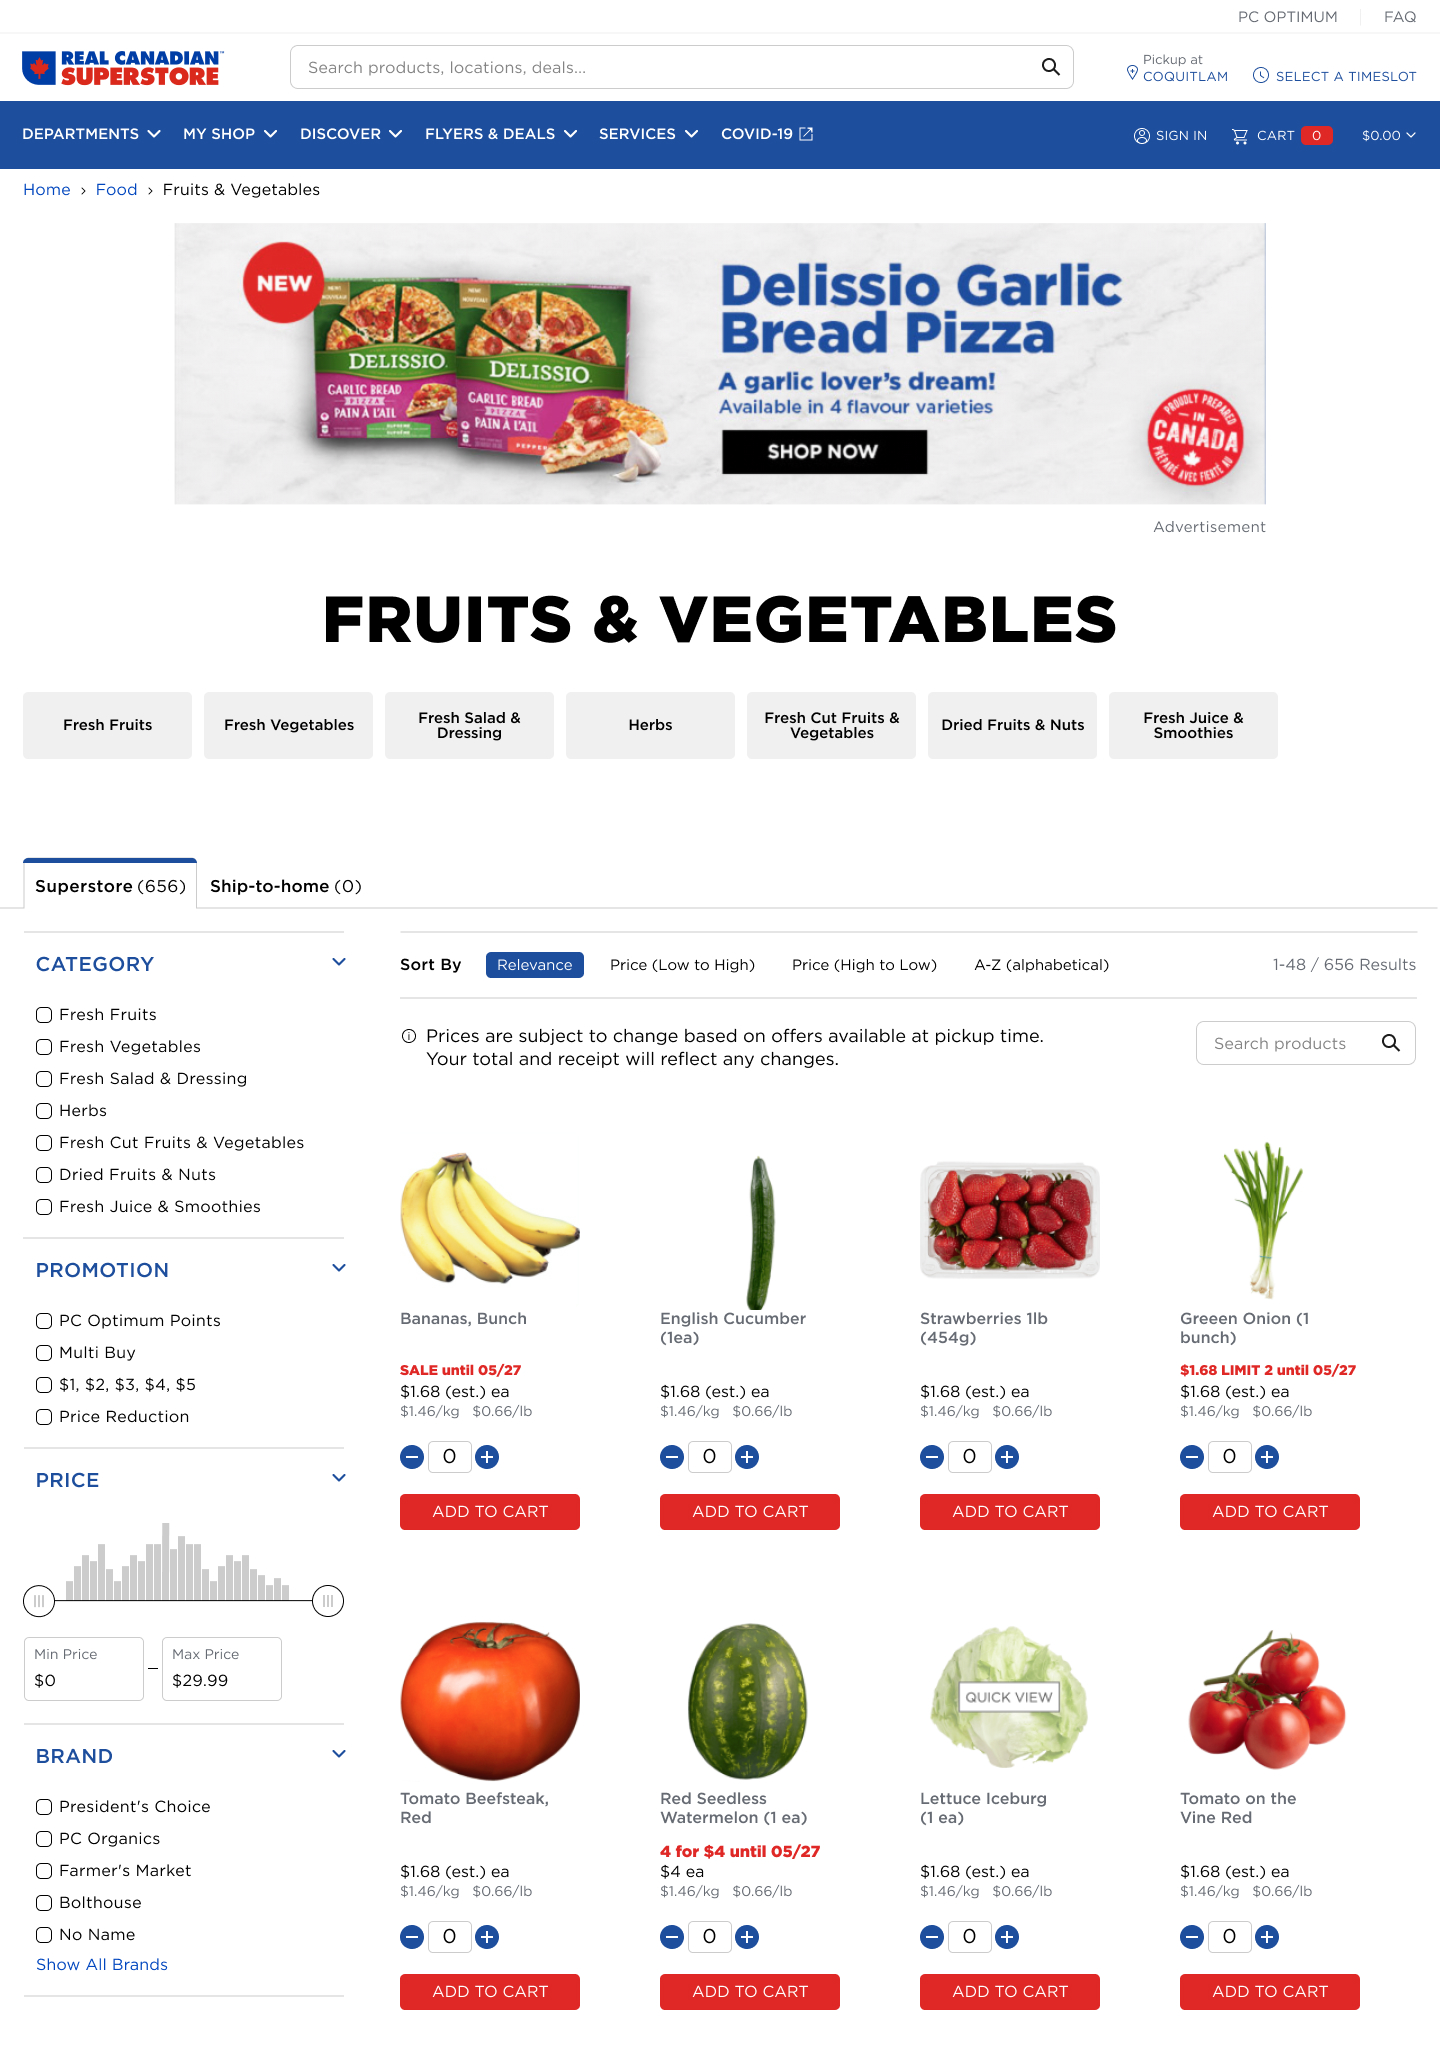 PC OPTIMUM
FAQ
REAL CANADIAN
SUPERSTORE
Search products, locations, deals...
Pickup at
COQUITLAM
SELECT A TIMESLOT
DEPARTMENTS
MY SHOP
DISCOVER
FLYERS & DEALS
SERVICES
COVID-19
SIGN IN
CART
0
$0.00
Home › Food › Fruits & Vegetables
NEW
DELISSIO
GARLIC BREAD
PIZZA
PAIN À L'AIL
DELISSIO
GARLIC BREAD
PIZZA
PAIN À L'AIL
Delissio Garlic
Bread Pizza
A garlic lover's dream!
Available in 4 flavour varieties
SHOP NOW
PROUDLY PREPARED
IN
CANADA
PRÉPARÉ AVEC FIERTÉ AU
Advertisement
FRUITS & VEGETABLES
Fresh Fruits
Fresh Vegetables
Fresh Salad &
Dressing
Herbs
Fresh Cut Fruits &
Vegetables
Dried Fruits & Nuts
Fresh Juice &
Smoothies
Superstore (656)
Ship-to-home (0)
CATEGORY
Fresh Fruits
Fresh Vegetables
Fresh Salad & Dressing
Herbs
Fresh Cut Fruits & Vegetables
Dried Fruits & Nuts
Fresh Juice & Smoothies
PROMOTION
PC Optimum Points
Multi Buy
$1, $2, $3, $4, $5
Price Reduction
PRICE
Min Price
$0
–
Max Price
$29.99
BRAND
President's Choice
PC Organics
Farmer's Market
Bolthouse
No Name
Show All Brands
Sort By
Relevance
Price (Low to High)
Price (High to Low)
A-Z (alphabetical)
1-48 / 656 Results
Prices are subject to change based on offers available at pickup time.
Your total and receipt will reflect any changes.
Search products
Bananas, Bunch
SALE until 05/27
$1.68 (est.) ea
$1.46/kg $0.66/lb
0
ADD TO CART
English Cucumber
(1ea)
$1.68 (est.) ea
$1.46/kg $0.66/lb
0
ADD TO CART
Strawberries 1lb
(454g)
$1.68 (est.) ea
$1.46/kg $0.66/lb
0
ADD TO CART
Greeen Onion (1
bunch)
$1.68 LIMIT 2 until 05/27
$1.68 (est.) ea
$1.46/kg $0.66/lb
0
ADD TO CART
Tomato Beefsteak,
Red
$1.68 (est.) ea
$1.46/kg $0.66/lb
0
ADD TO CART
Red Seedless
Watermelon (1 ea)
4 for $4 until 05/27
$4 ea
$1.46/kg $0.66/lb
0
ADD TO CART
QUICK VIEW
Lettuce Iceburg
(1 ea)
$1.68 (est.) ea
$1.46/kg $0.66/lb
0
ADD TO CART
Tomato on the
Vine Red
$1.68 (est.) ea
$1.46/kg $0.66/lb
0
ADD TO CART